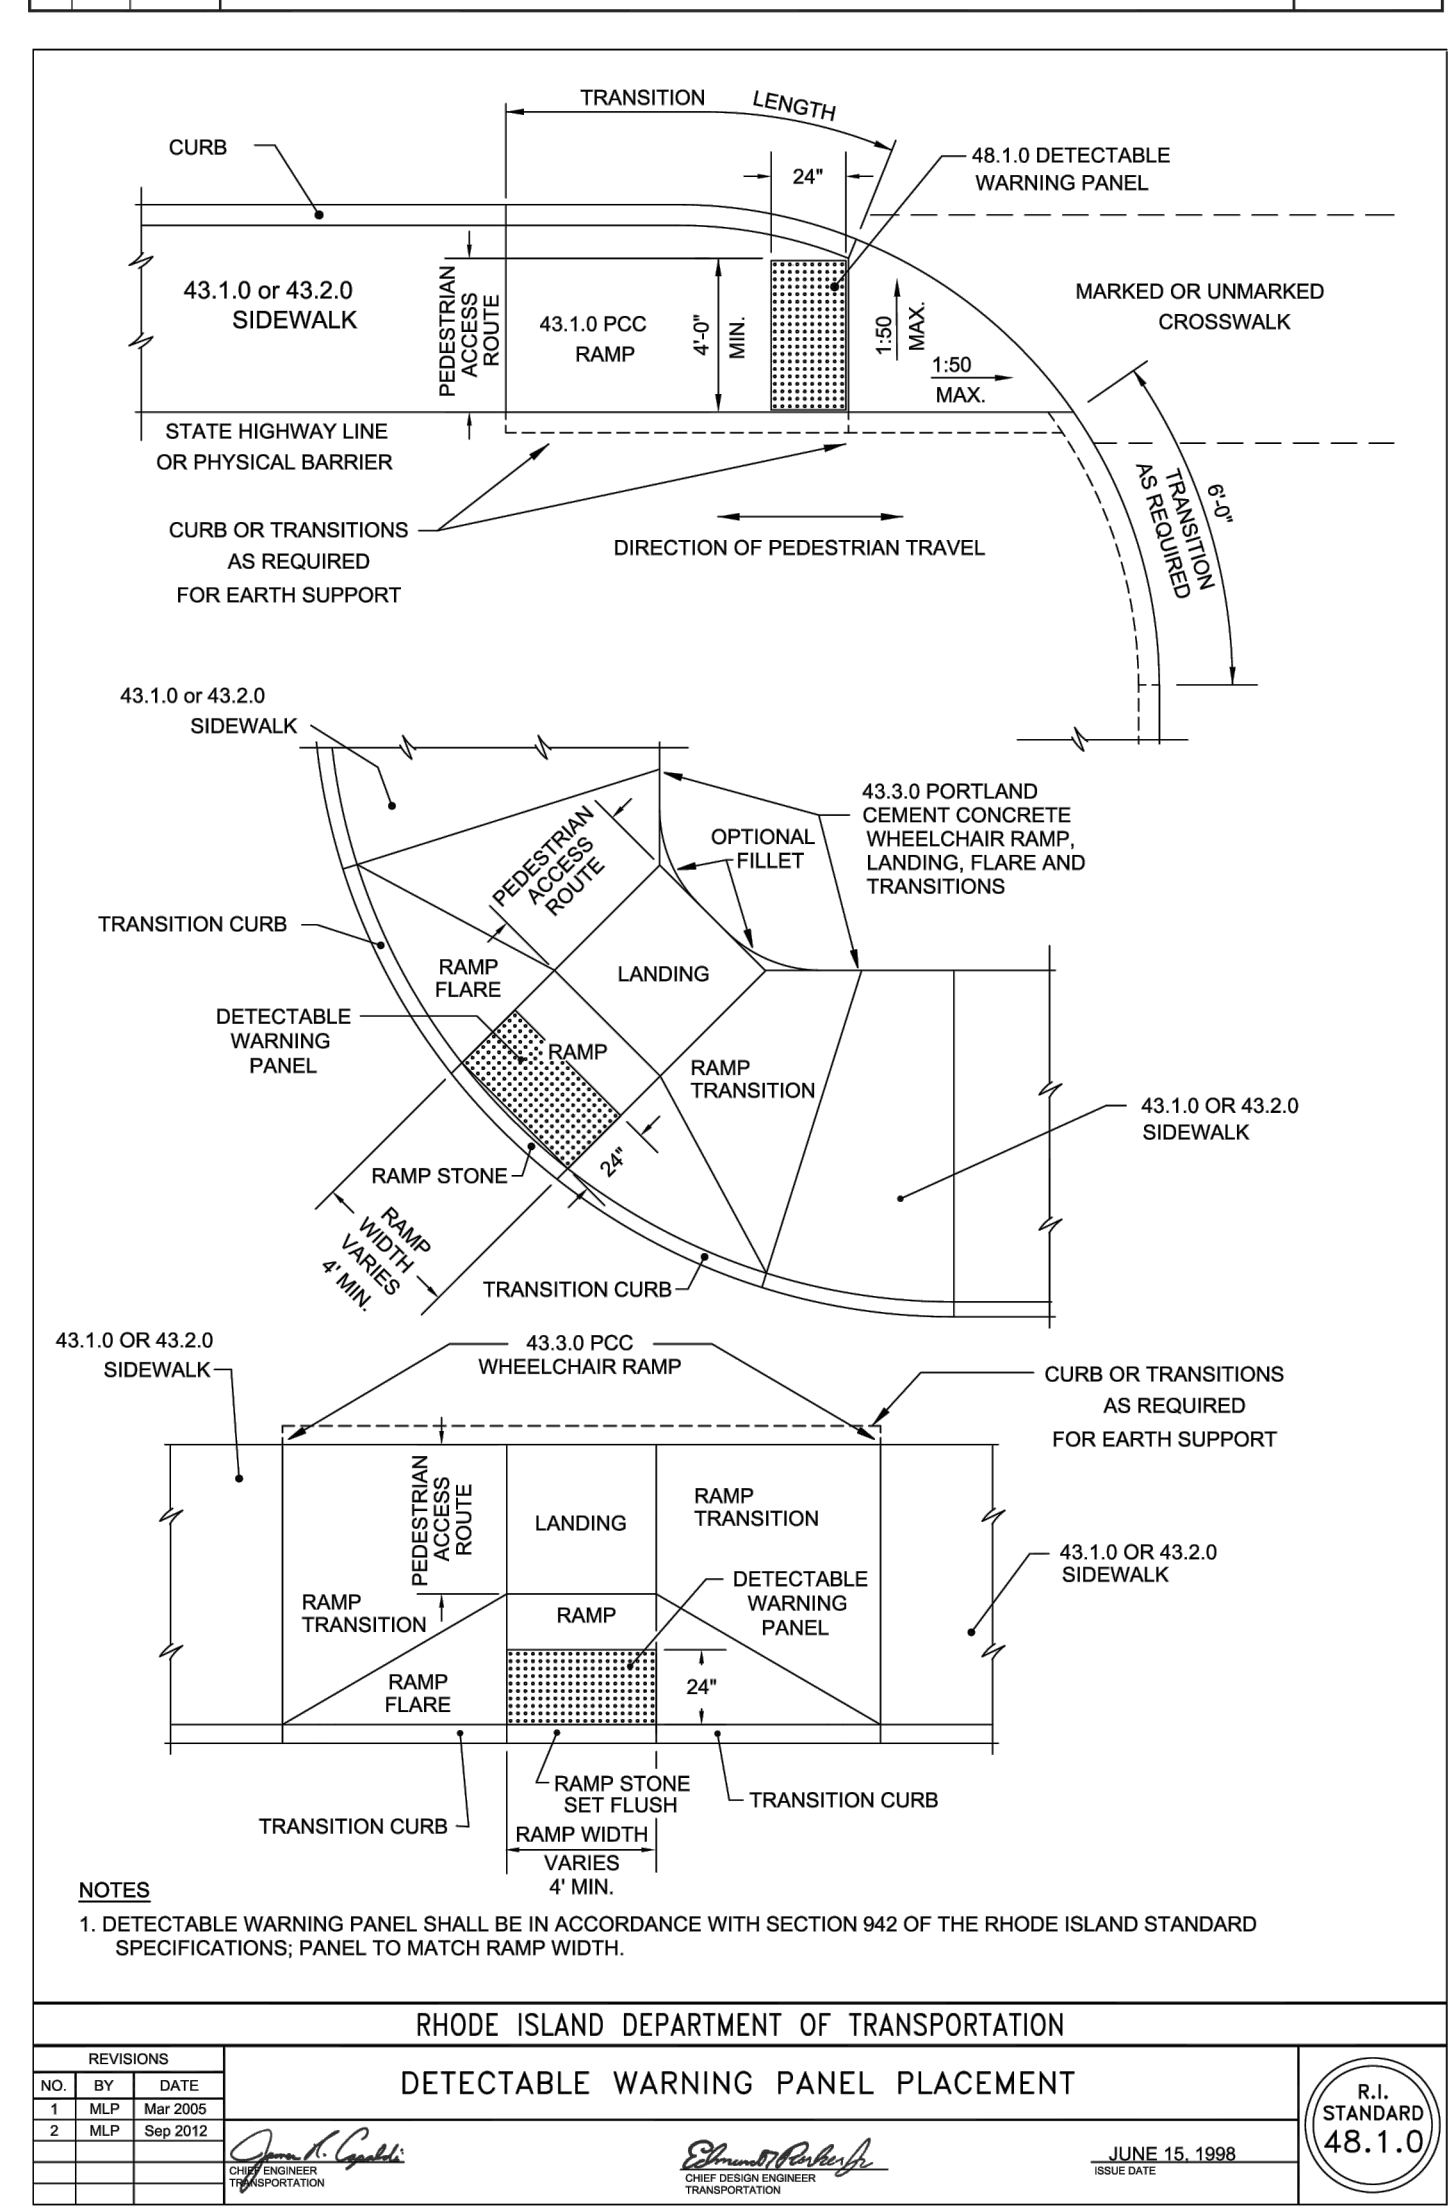 TRANSITION LENGTH
CURB
24"
48.1.0 DETECTABLE
WARNING PANEL
43.1.0 or 43.2.0
SIDEWALK
PEDESTRIAN
ACCESS
ROUTE
43.1.0 PCC
RAMP
4'-0"
MIN.
1:50
MAX.
1:50
MAX.
MARKED OR UNMARKED
CROSSWALK
STATE HIGHWAY LINE
OR PHYSICAL BARRIER
6'-0"
TRANSITION
AS REQUIRED
CURB OR TRANSITIONS
AS REQUIRED
FOR EARTH SUPPORT
DIRECTION OF PEDESTRIAN TRAVEL
43.1.0 or 43.2.0
SIDEWALK
PEDESTRIAN
ACCESS
ROUTE
OPTIONAL
FILLET
43.3.0 PORTLAND
CEMENT CONCRETE
WHEELCHAIR RAMP,
LANDING, FLARE AND
TRANSITIONS
TRANSITION CURB
RAMP
FLARE
LANDING
DETECTABLE
WARNING
PANEL
RAMP
RAMP
TRANSITION
43.1.0 OR 43.2.0
SIDEWALK
RAMP STONE
24"
RAMP
WIDTH
VARIES
4' MIN.
TRANSITION CURB
43.1.0 OR 43.2.0
SIDEWALK
43.3.0 PCC
WHEELCHAIR RAMP
CURB OR TRANSITIONS
AS REQUIRED
FOR EARTH SUPPORT
PEDESTRIAN
ACCESS
ROUTE
LANDING
RAMP
TRANSITION
43.1.0 OR 43.2.0
SIDEWALK
RAMP
TRANSITION
RAMP
DETECTABLE
WARNING
PANEL
RAMP
FLARE
24"
RAMP STONE
SET FLUSH
TRANSITION CURB
TRANSITION CURB
RAMP WIDTH
VARIES
4' MIN.
NOTES
1. DETECTABLE WARNING PANEL SHALL BE IN ACCORDANCE WITH SECTION 942 OF THE RHODE ISLAND STANDARD
SPECIFICATIONS; PANEL TO MATCH RAMP WIDTH.
RHODE ISLAND DEPARTMENT OF TRANSPORTATION
REVISIONS
NO. BY DATE
1 MLP Mar 2005
2 MLP Sep 2012
DETECTABLE WARNING PANEL PLACEMENT
CHIEF ENGINEER
TRANSPORTATION
CHIEF DESIGN ENGINEER
TRANSPORTATION
JUNE 15, 1998
ISSUE DATE
R.I.
STANDARD
48.1.0